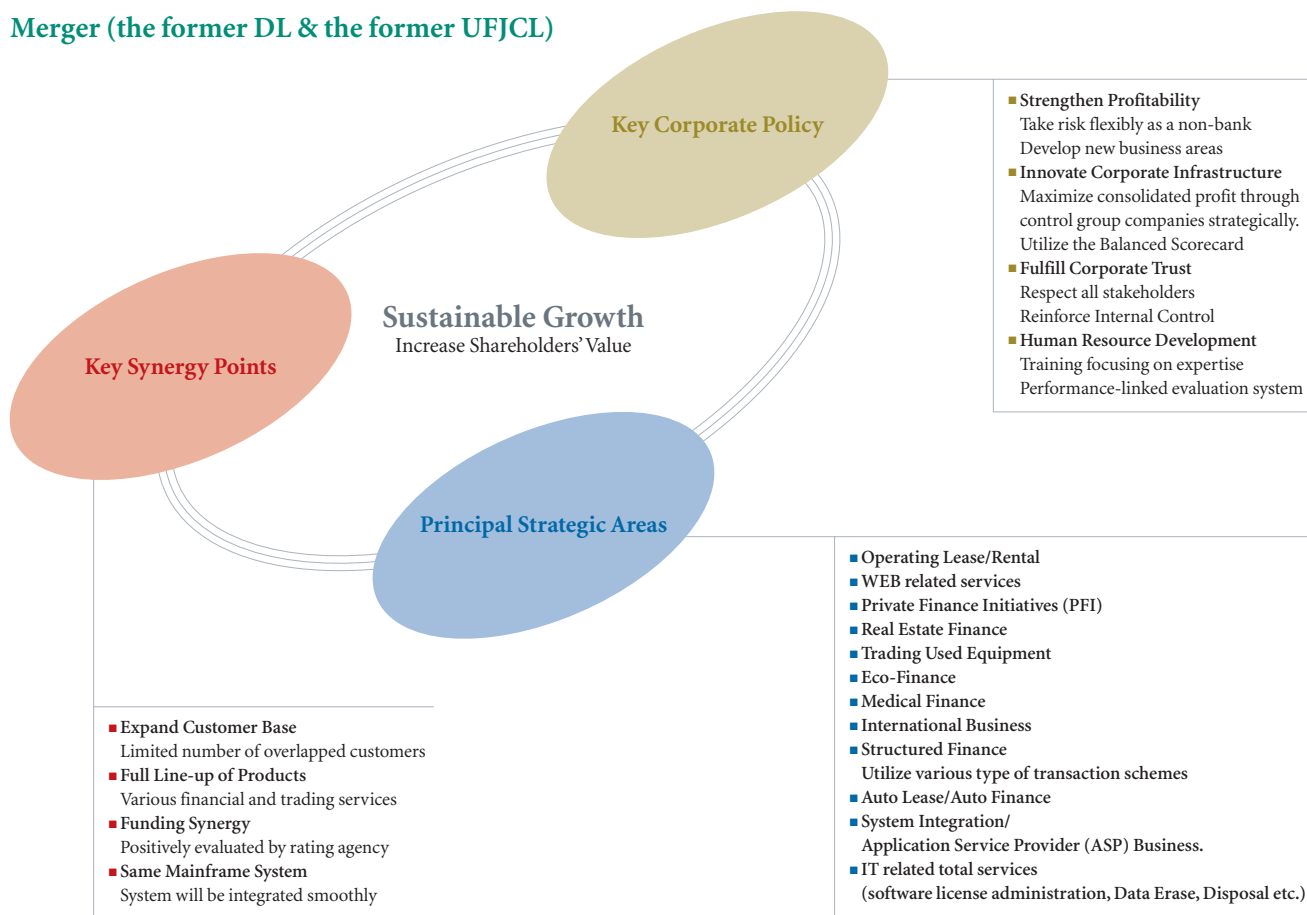 Merger (the former DL & the former UFJCL)
Key Corporate Policy
■ Strengthen Profitability
Take risk flexibly as a non-bank
Develop new business areas
■ Innovate Corporate Infrastructure
Maximize consolidated profit through
control group companies strategically.
Utilize the Balanced Scorecard
■ Fulfill Corporate Trust
Respect all stakeholders
Reinforce Internal Control
■ Human Resource Development
Training focusing on expertise
Performance-linked evaluation system
Sustainable Growth
Increase Shareholders' Value
Key Synergy Points
Principal Strategic Areas
■ Operating Lease/Rental
■ WEB related services
■ Private Finance Initiatives (PFI)
■ Real Estate Finance
■ Trading Used Equipment
■ Eco-Finance
■ Medical Finance
■ International Business
■ Structured Finance
Utilize various type of transaction schemes
■ Auto Lease/Auto Finance
■ System Integration/
Application Service Provider (ASP) Business.
■ IT related total services
(software license administration, Data Erase, Disposal etc.)
■ Expand Customer Base
Limited number of overlapped customers
■ Full Line-up of Products
Various financial and trading services
■ Funding Synergy
Positively evaluated by rating agency
■ Same Mainframe System
System will be integrated smoothly